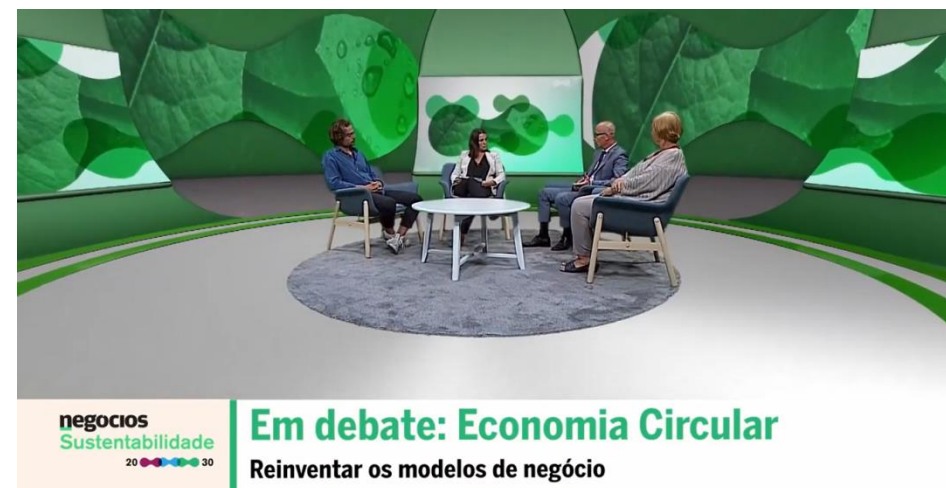 negocios
Sustentabilidade
20 30
Em debate: Economia Circular
Reinventar os modelos de negócio